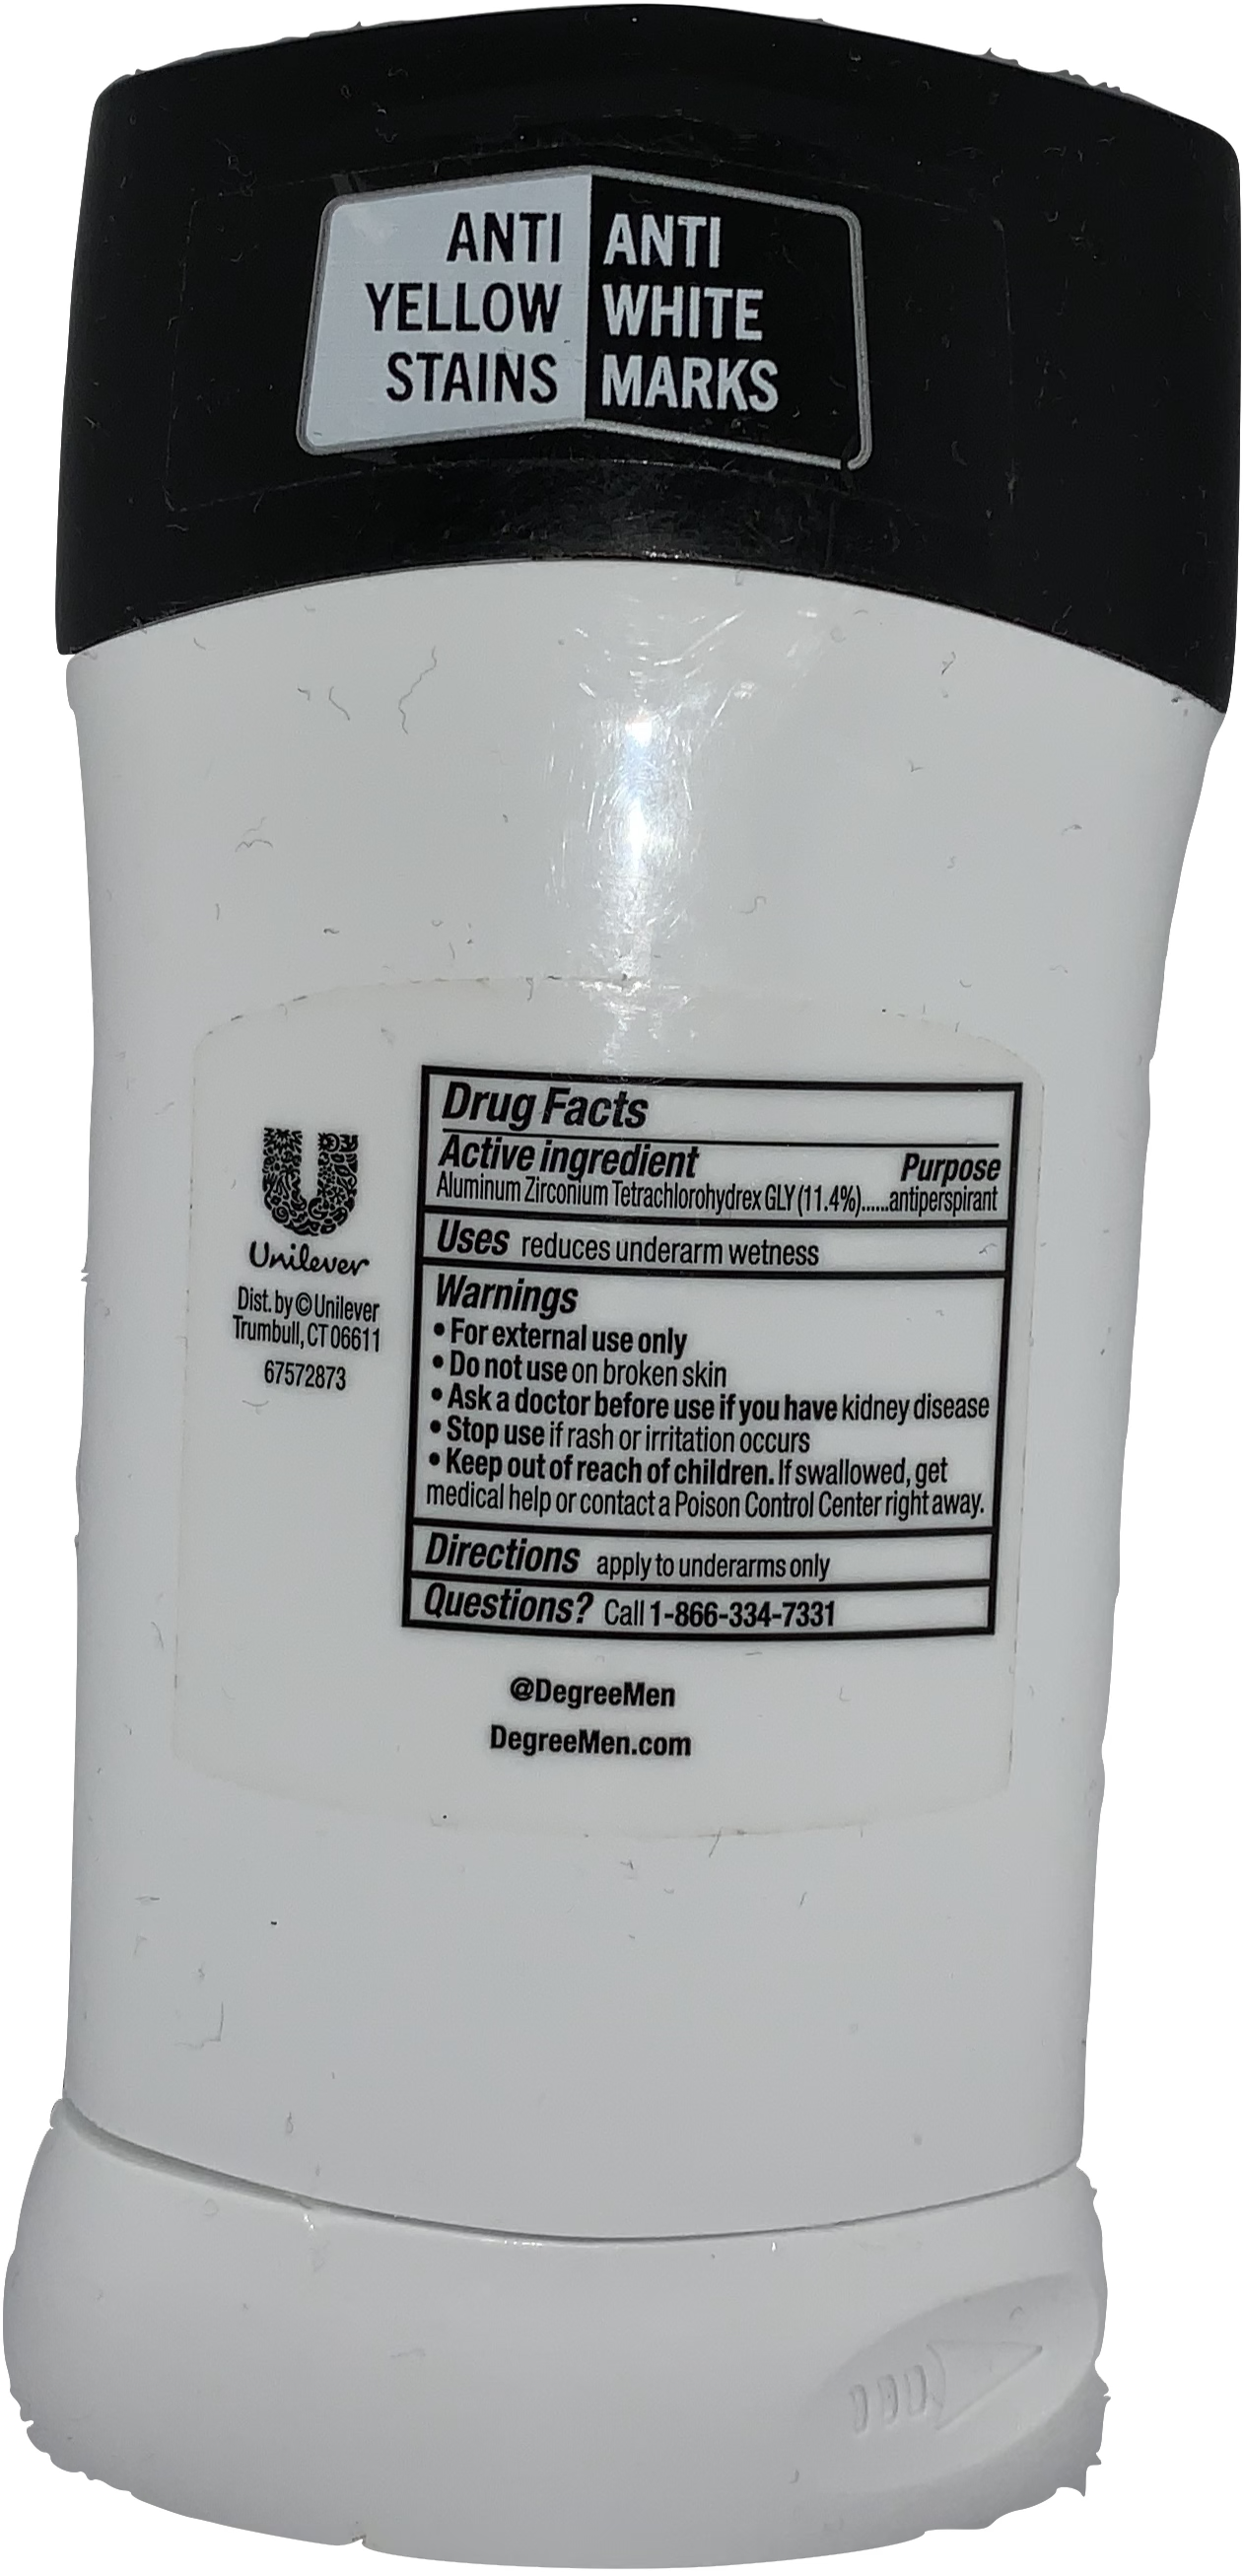 ANTI
YELLOW
STAINS
ANTI
WHITE
MARKS
Unilever
Dist. by © Unilever
Trumbull, CT 06611
67572873
Drug Facts
Active ingredient Purpose
Aluminum Zirconium Tetrachlorohydrex GLY (11.4%)......antiperspirant
Uses reduces underarm wetness
Warnings
• For external use only
• Do not use on broken skin
• Ask a doctor before use if you have kidney disease
• Stop use if rash or irritation occurs
• Keep out of reach of children. If swallowed, get
medical help or contact a Poison Control Center right away.
Directions apply to underarms only
Questions? Call 1-866-334-7331
@DegreeMen
DegreeMen.com